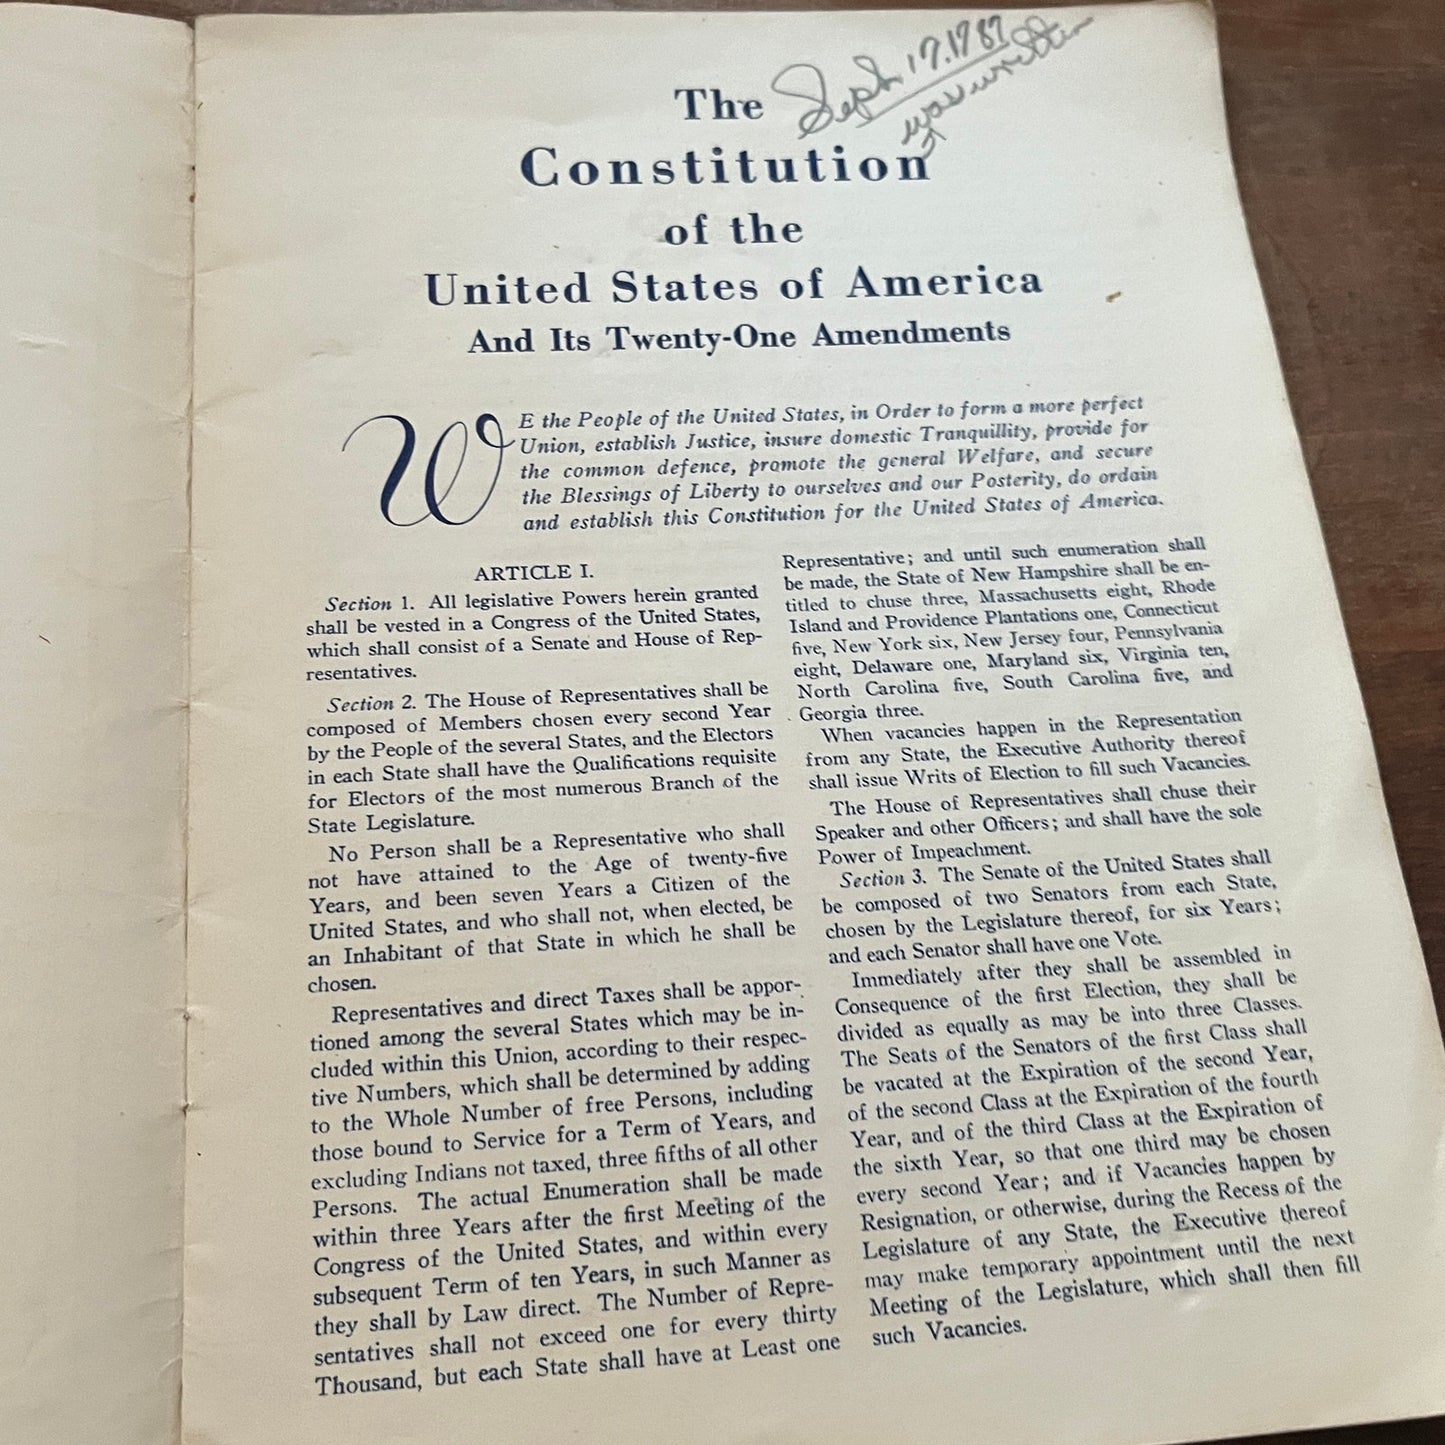 Sept 17, 1787
was written
The
Constitution
of the
United States of America
And Its Twenty-One Amendments
WE the People of the United States, in Order to form a more perfect
Union, establish Justice, insure domestic Tranquillity, provide for
the common defence, promote the general Welfare, and secure
the Blessings of Liberty to ourselves and our Posterity, do ordain
and establish this Constitution for the United States of America.
ARTICLE I.
Section 1. All legislative Powers herein granted
shall be vested in a Congress of the United States,
which shall consist of a Senate and House of Rep-
resentatives.
Section 2. The House of Representatives shall be
composed of Members chosen every second Year
by the People of the several States, and the Electors
in each State shall have the Qualifications requisite
for Electors of the most numerous Branch of the
State Legislature.
No Person shall be a Representative who shall
not have attained to the Age of twenty-five
Years, and been seven Years a Citizen of the
United States, and who shall not, when elected, be
an Inhabitant of that State in which he shall be
chosen.
Representatives and direct Taxes shall be appor-
tioned among the several States which may be in-
cluded within this Union, according to their respec-
tive Numbers, which shall be determined by adding
to the Whole Number of free Persons, including
those bound to Service for a Term of Years, and
excluding Indians not taxed, three fifths of all other
Persons. The actual Enumeration shall be made
within three Years after the first Meeting of the
Congress of the United States, and within every
subsequent Term of ten Years, in such Manner as
they shall by Law direct. The Number of Repre-
sentatives shall not exceed one for every thirty
Thousand, but each State shall have at Least one
Representative; and until such enumeration shall
be made, the State of New Hampshire shall be en-
titled to chuse three, Massachusetts eight, Rhode
Island and Providence Plantations one, Connecticut
five, New York six, New Jersey four, Pennsylvania
eight, Delaware one, Maryland six, Virginia ten,
North Carolina five, South Carolina five, and
Georgia three.
When vacancies happen in the Representation
from any State, the Executive Authority thereof
shall issue Writs of Election to fill such Vacancies.
The House of Representatives shall chuse their
Speaker and other Officers; and shall have the sole
Power of Impeachment.
Section 3. The Senate of the United States shall
be composed of two Senators from each State,
chosen by the Legislature thereof, for six Years;
and each Senator shall have one Vote.
Immediately after they shall be assembled in
Consequence of the first Election, they shall be
divided as equally as may be into three Classes.
The Seats of the Senators of the first Class shall
be vacated at the Expiration of the second Year,
of the second Class at the Expiration of the fourth
Year, and of the third Class at the Expiration of
the sixth Year, so that one third may be chosen
every second Year; and if Vacancies happen by
Resignation, or otherwise, during the Recess of the
Legislature of any State, the Executive thereof
may make temporary appointment until the next
Meeting of the Legislature, which shall then fill
such Vacancies.